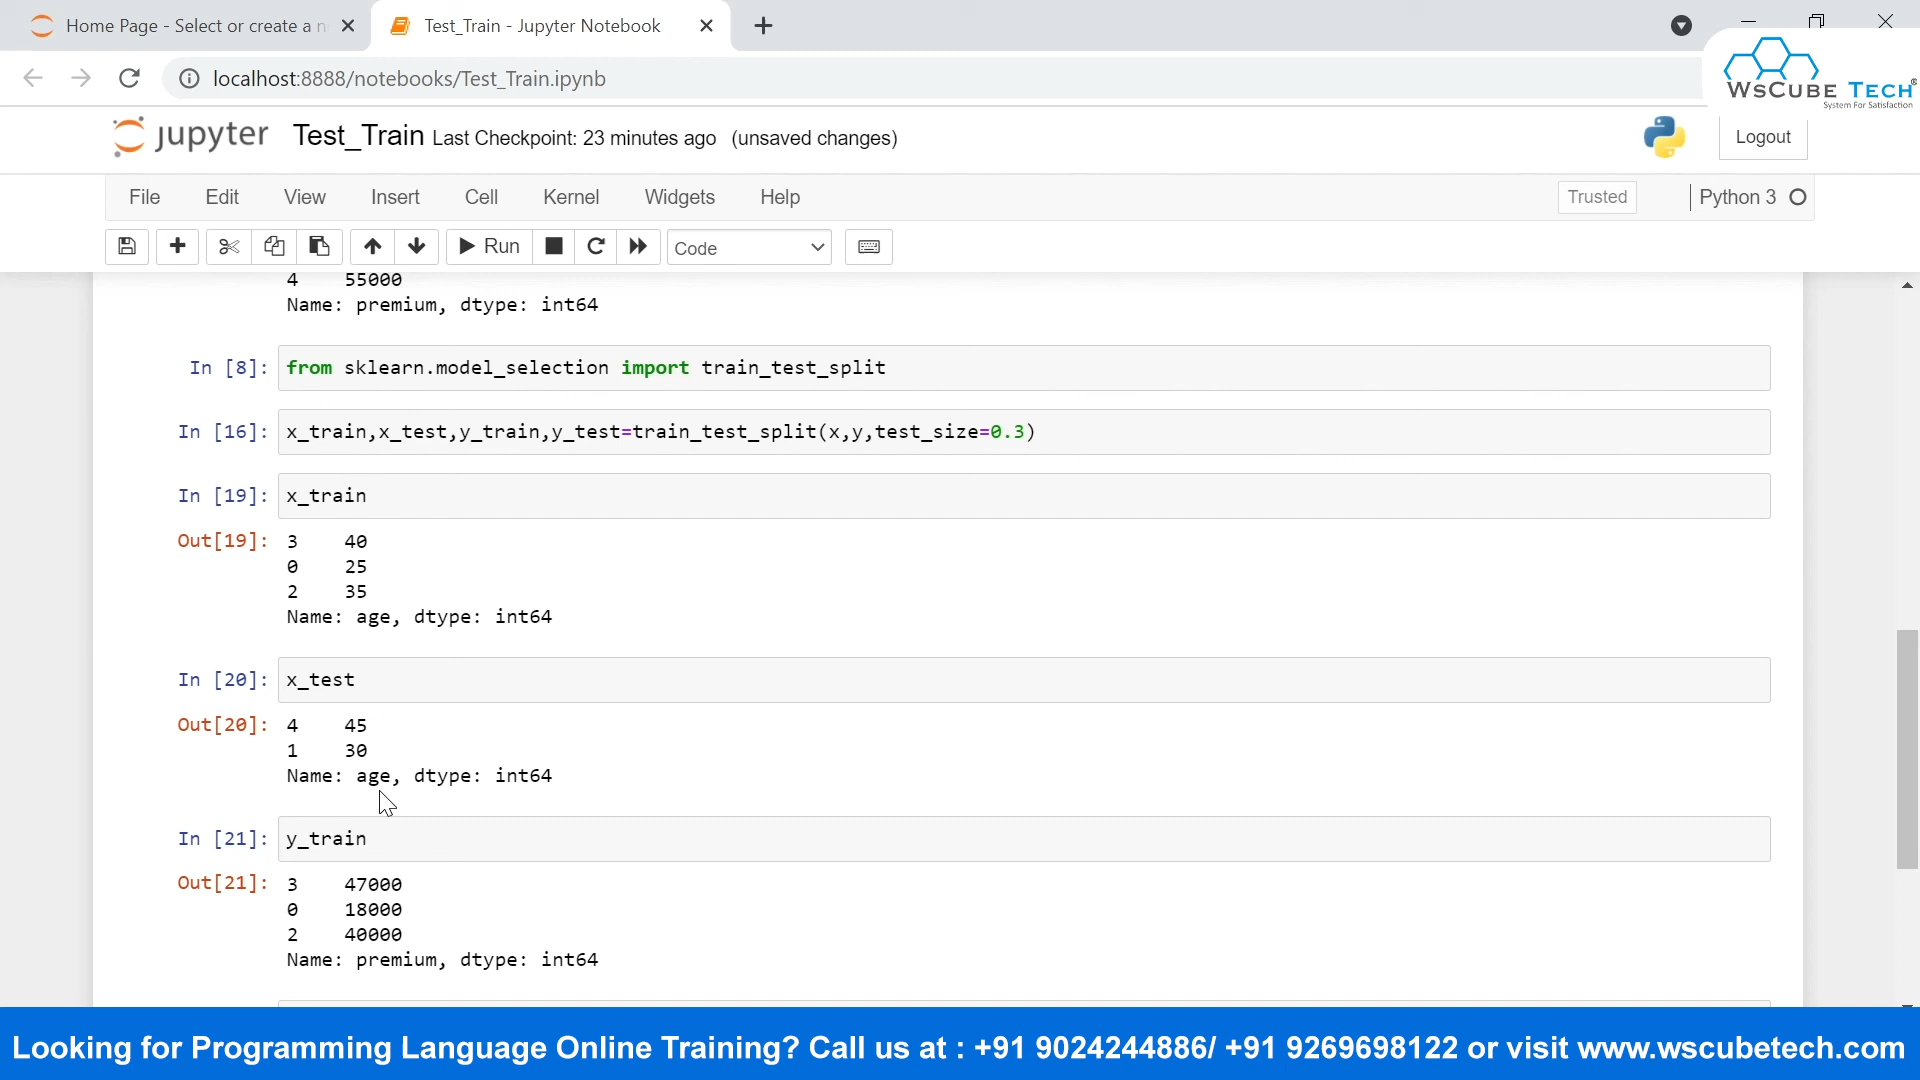 Home Page - Select or create a n
Test_Train - Jupyter Notebook
localhost:8888/notebooks/Test_Train.ipynb
WsCube Tech®
System For Satisfaction
jupyter Test_Train Last Checkpoint: 23 minutes ago (unsaved changes)
Logout
File Edit View Insert Cell Kernel Widgets Help
Trusted
Python 3
Run
Code
4 55000
Name: premium, dtype: int64
In [8]: from sklearn.model_selection import train_test_split
In [16]: x_train,x_test,y_train,y_test=train_test_split(x,y,test_size=0.3)
In [19]: x_train
Out[19]: 3 40
0 25
2 35
Name: age, dtype: int64
In [20]: x_test
Out[20]: 4 45
1 30
Name: age, dtype: int64
In [21]: y_train
Out[21]: 3 47000
0 18000
2 40000
Name: premium, dtype: int64
Looking for Programming Language Online Training? Call us at : +91 9024244886/ +91 9269698122 or visit www.wscubetech.com